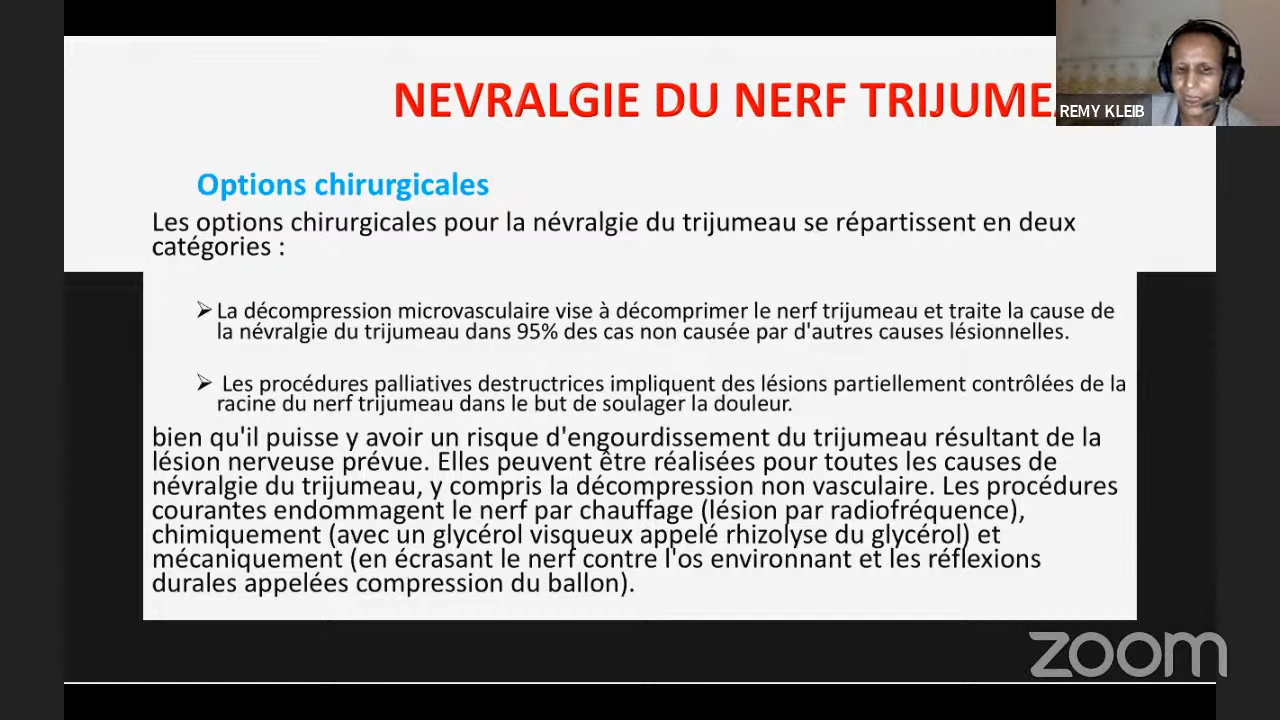 NEVRALGIE DU NERF TRIJUME
REMY KLEIB
Options chirurgicales
Les options chirurgicales pour la névralgie du trijumeau se répartissent en deux
catégories :
➢ La décompression microvasculaire vise à décomprimer le nerf trijumeau et traite la cause de
la névralgie du trijumeau dans 95% des cas non causée par d'autres causes lésionnelles.
➢ Les procédures palliatives destructrices impliquent des lésions partiellement contrôlées de la
racine du nerf trijumeau dans le but de soulager la douleur.
bien qu'il puisse y avoir un risque d'engourdissement du trijumeau résultant de la
lésion nerveuse prévue. Elles peuvent être réalisées pour toutes les causes de
névralgie du trijumeau, y compris la décompression non vasculaire. Les procédures
courantes endommagent le nerf par chauffage (lésion par radiofréquence),
chimiquement (avec un glycérol visqueux appelé rhizolyse du glycérol) et
mécaniquement (en écrasant le nerf contre l'os environnant et les réflexions
durales appelées compression du ballon).
zoom